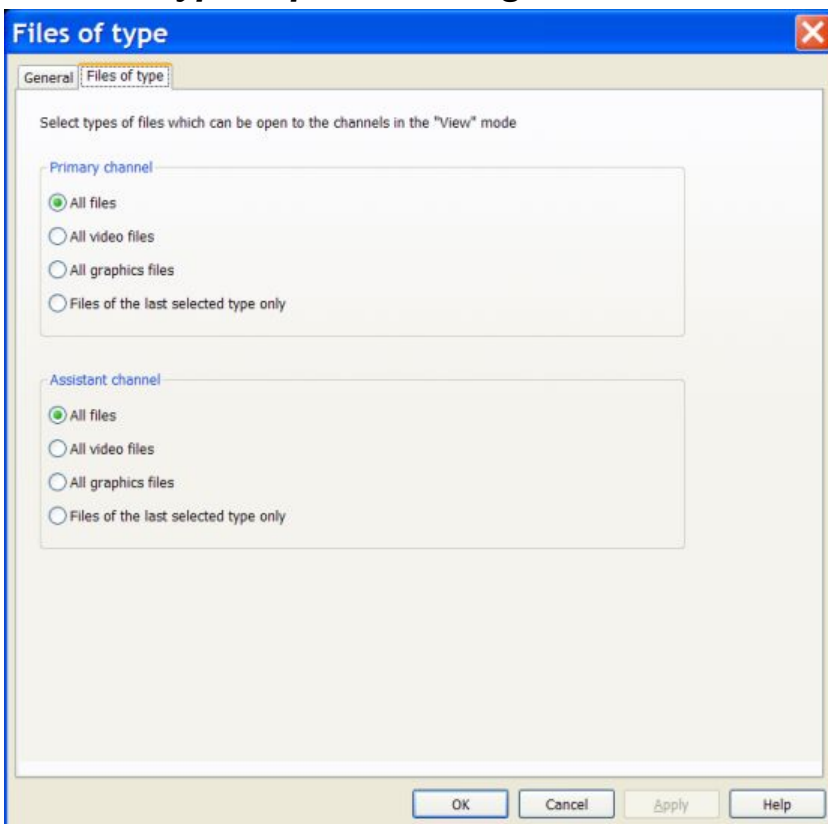 Files of type
General
Files of type
Select types of files which can be open to the channels in the "View" mode
Primary channel
All files
All video files
All graphics files
Files of the last selected type only
Assistant channel
All files
All video files
All graphics files
Files of the last selected type only
OK
Cancel
Apply
Help